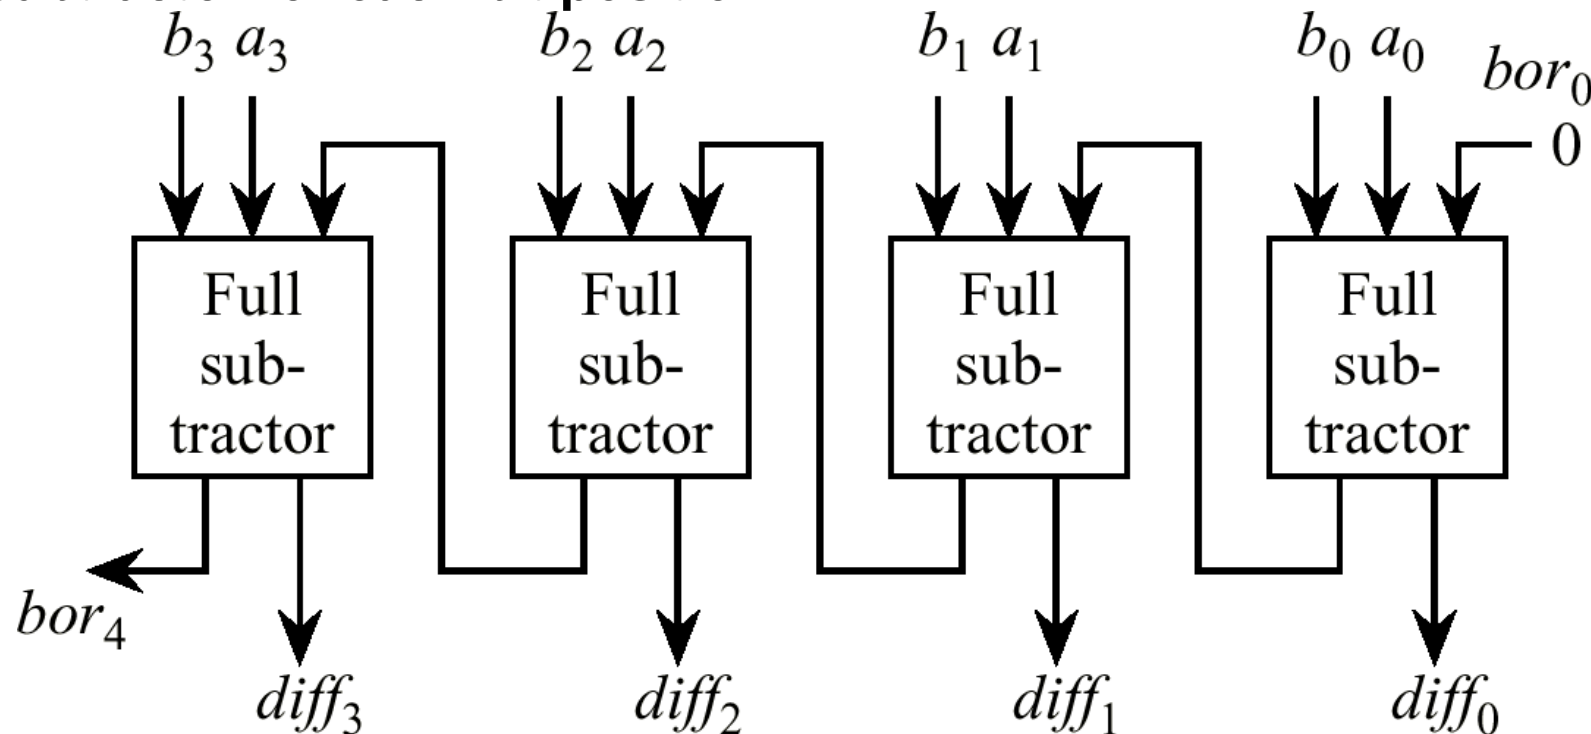 b3 a3 b2 a2 b1 a1 b0 a0 bor0
0
Full Full Full Full
sub- sub- sub- sub-
tractor tractor tractor tractor
bor4
diff3 diff2 diff1 diff0